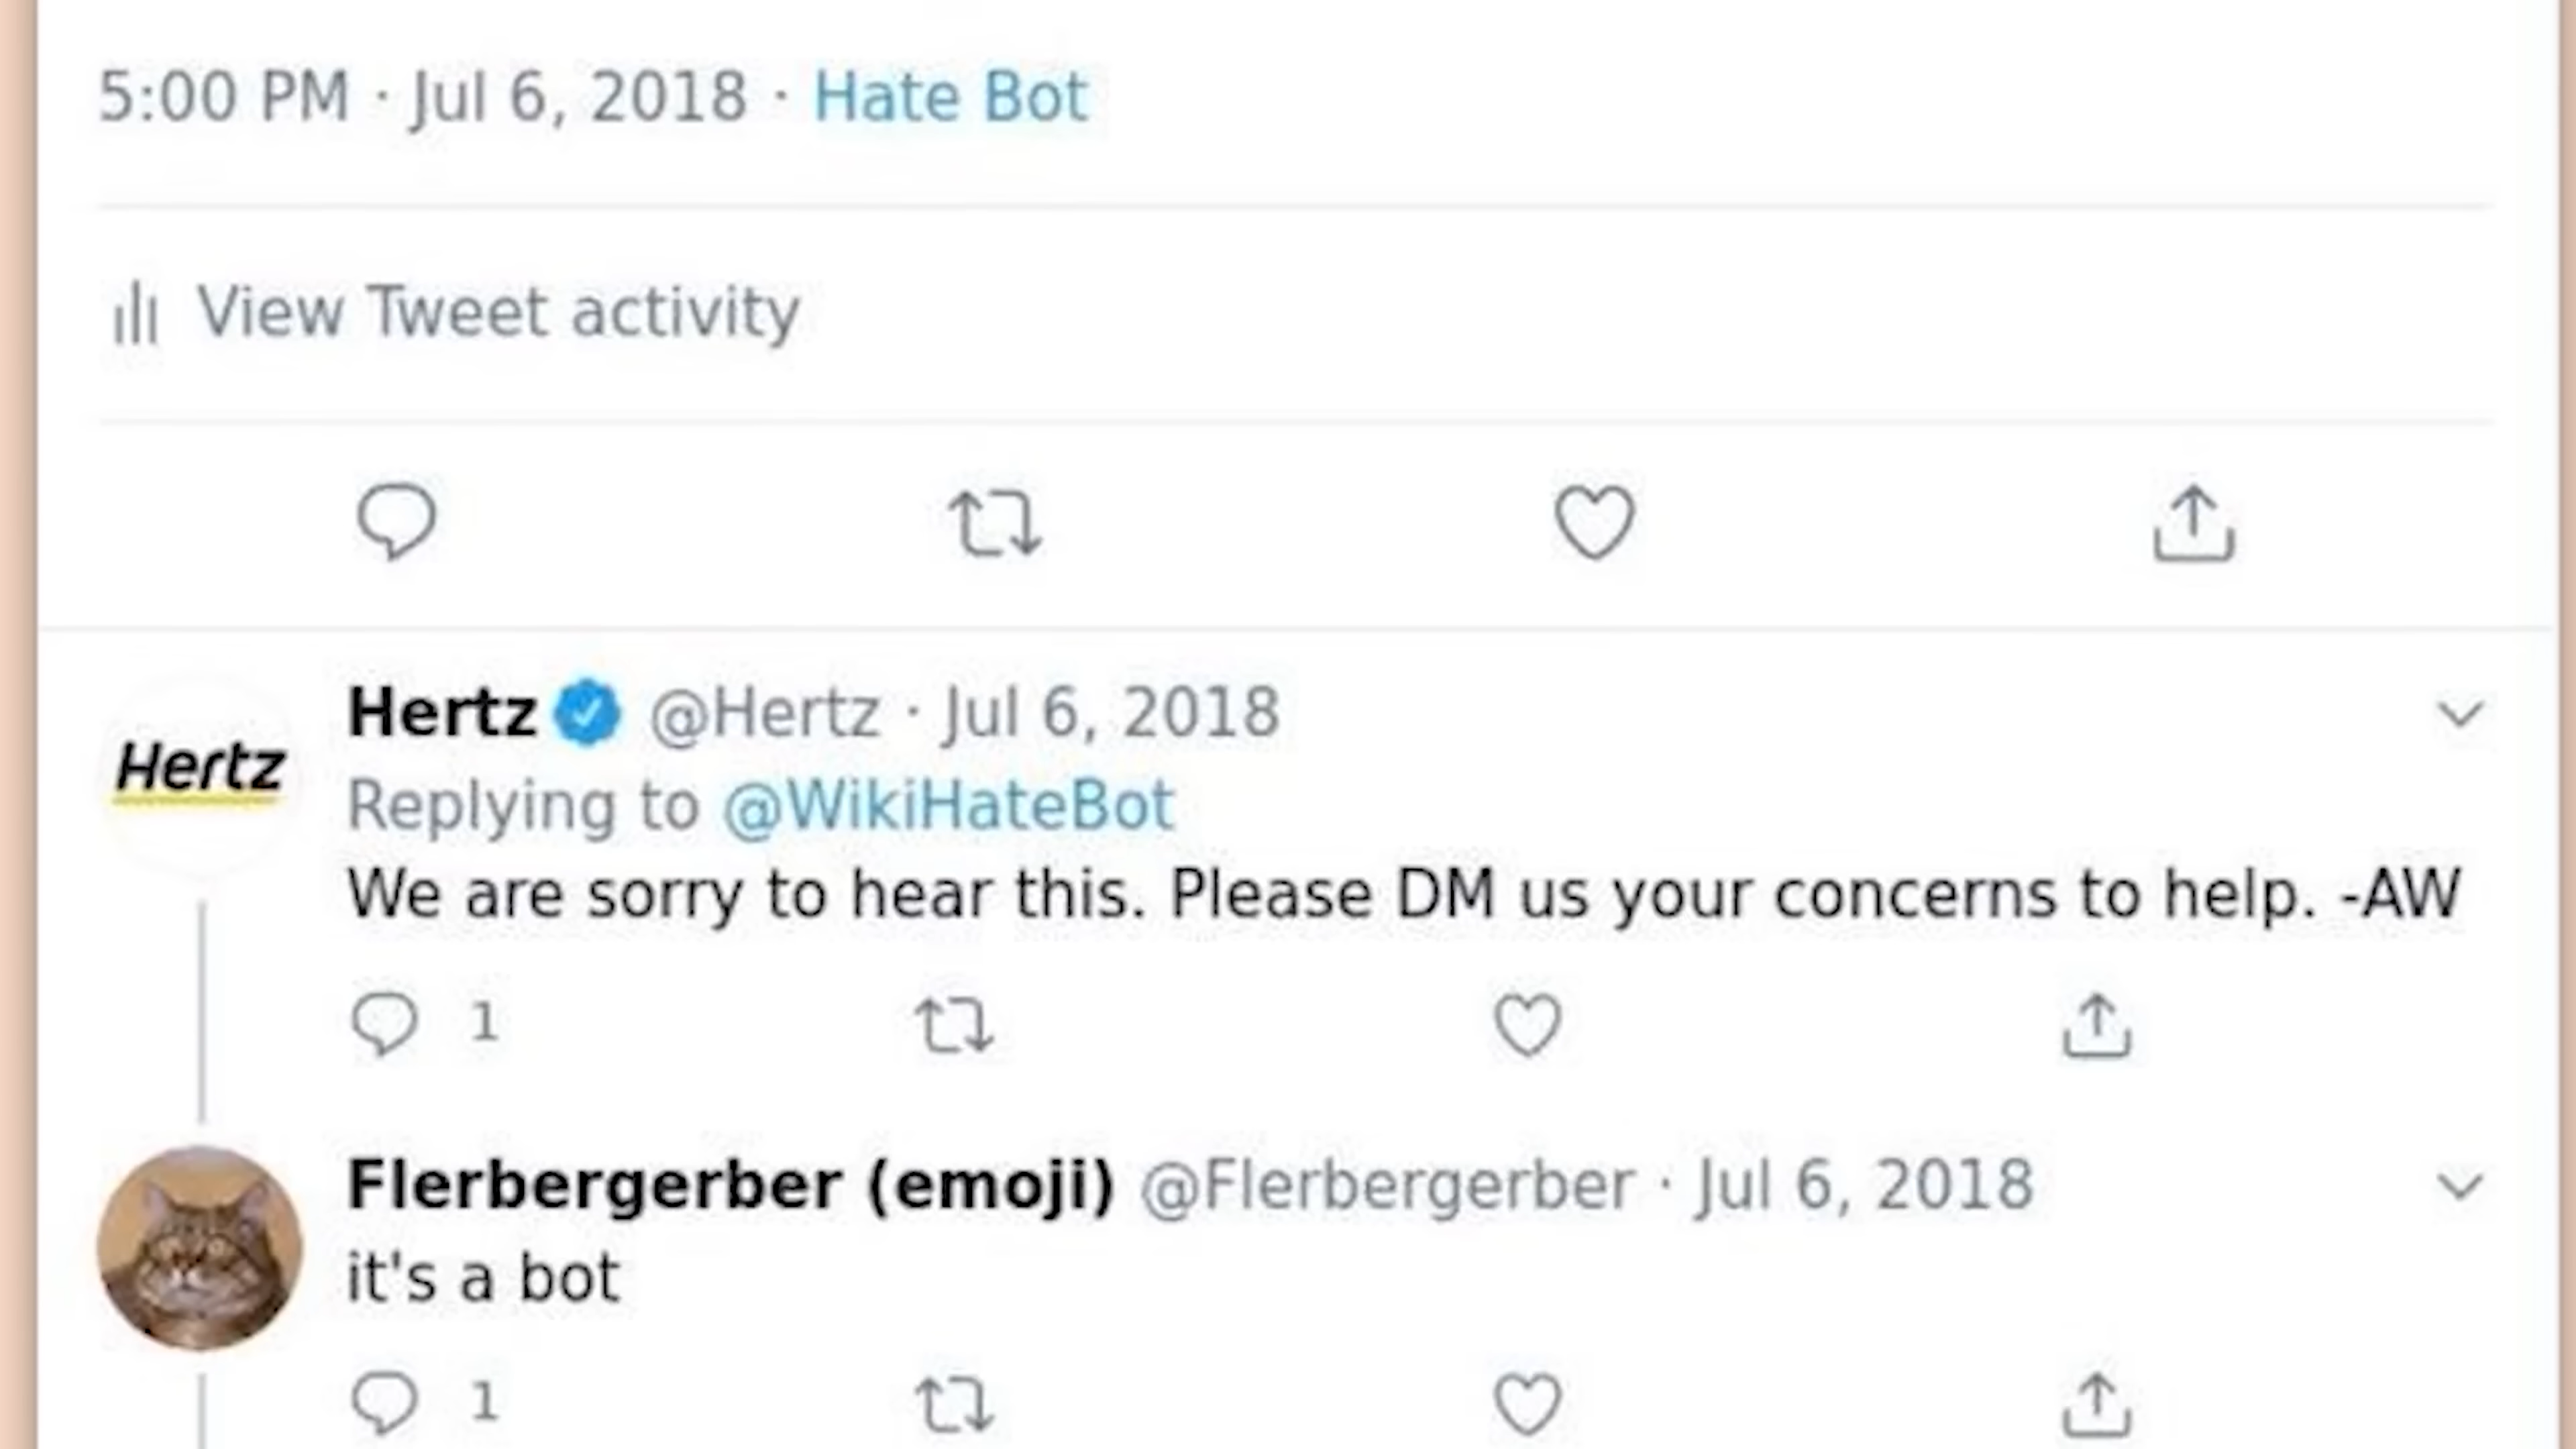 5:00 PM · Jul 6, 2018 · Hate Bot
View Tweet activity
Hertz @Hertz · Jul 6, 2018
Hertz
Replying to @WikiHateBot
We are sorry to hear this. Please DM us your concerns to help. -AW
1
Flerbergerber (emoji) @Flerbergerber · Jul 6, 2018
it's a bot
1